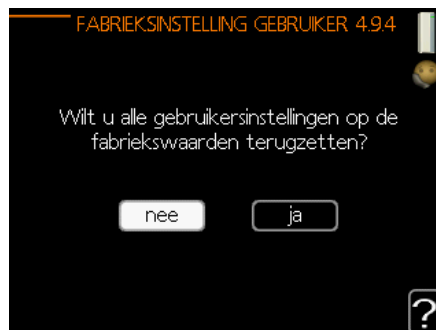 FABRIEKSINSTELLING GEBRUIKER 4.9.4
Wilt u alle gebruikersinstellingen op de
fabriekswaarden terugzetten?
nee
ja
?